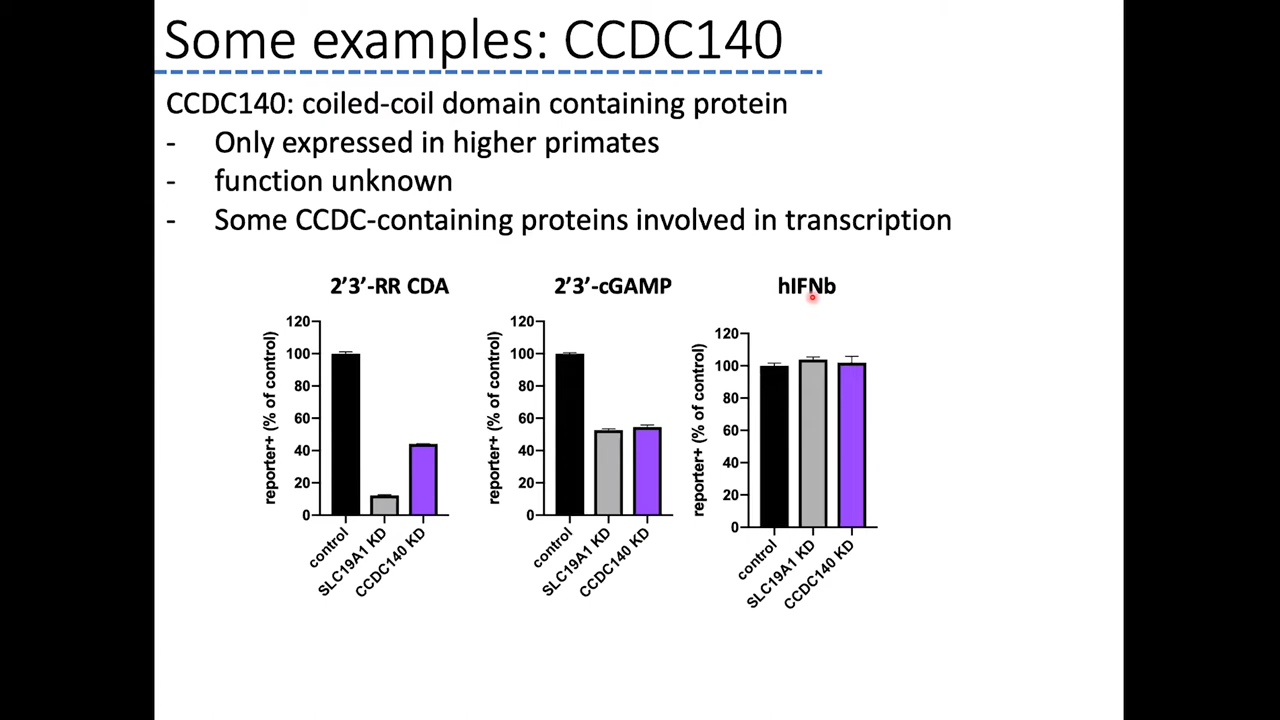 Some examples: CCDC140
CCDC140: coiled-coil domain containing protein
- Only expressed in higher primates
- function unknown
- Some CCDC-containing proteins involved in transcription
2’3’-RR CDA
reporter+ (% of control)
120
100
80
60
40
20
0
control
SLC19A1 KD
CCDC140 KD
2’3’-cGAMP
reporter+ (% of control)
120
100
80
60
40
20
0
control
SLC19A1 KD
CCDC140 KD
hIFNb
reporter+ (% of control)
120
100
80
60
40
20
0
control
SLC19A1 KD
CCDC140 KD